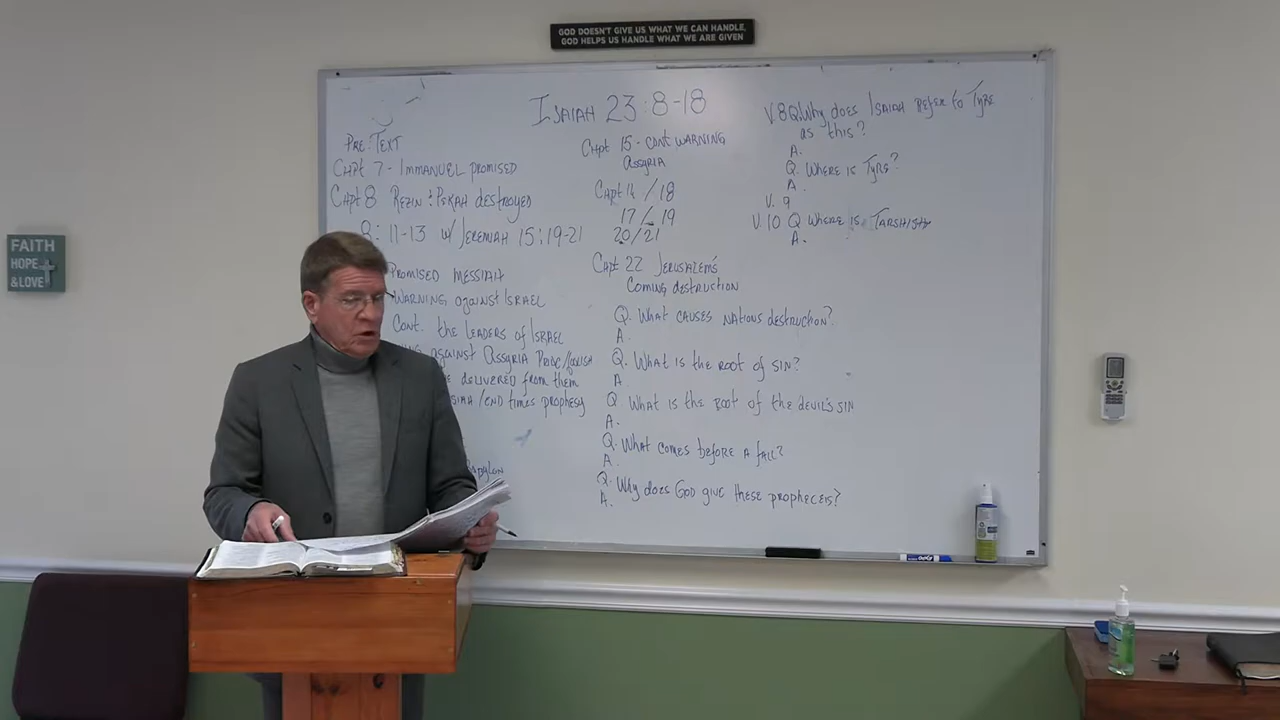 GOD DOESN'T GIVE US WHAT WE CAN HANDLE,
GOD HELPS US HANDLE WHAT WE ARE GIVEN
FAITH
HOPE
& LOVE
ISAIAH 23:8-18
PRE TEXT
CHPT 7 - IMMANUEL PROMISED
CHPT 8 REZIN & PEKAH destroyed
8: 11-13 W/ JEREMIAH 15:19-21
PROMISED MESSIAH
WARNING against ISRAEL
CONT. the LEADERS of ISRAEL
against ASSYRIA PRIDE/
DELIVERED FROM them
/END TIMES PROPHESY
CHPT 15 - CONT WARNING
ASSYRIA
CHPT 16 / 18
17 / 19
20 / 21
CHPT 22 JERUSALEM'S
COMING dESTRUCTION
Q. WHAT CAUSES NATIONS dESTRUCTION?
A.
Q. WHAT IS the ROOT of SIN?
A
Q. WHAT IS the ROOT of the dEVIL'S SIN
A.
Q. WHAT COMES bEFORE A fALL?
A.
Q. WHY dOES GOD GIVE thESE PROPHECEIS?
A.
V.8 Q. Why does ISAIAH REFER to TYRE
AS this?
A.
Q. WHERE IS TYRE?
A
V. 9
V. 10 Q WHERE IS TARSHISH
A.